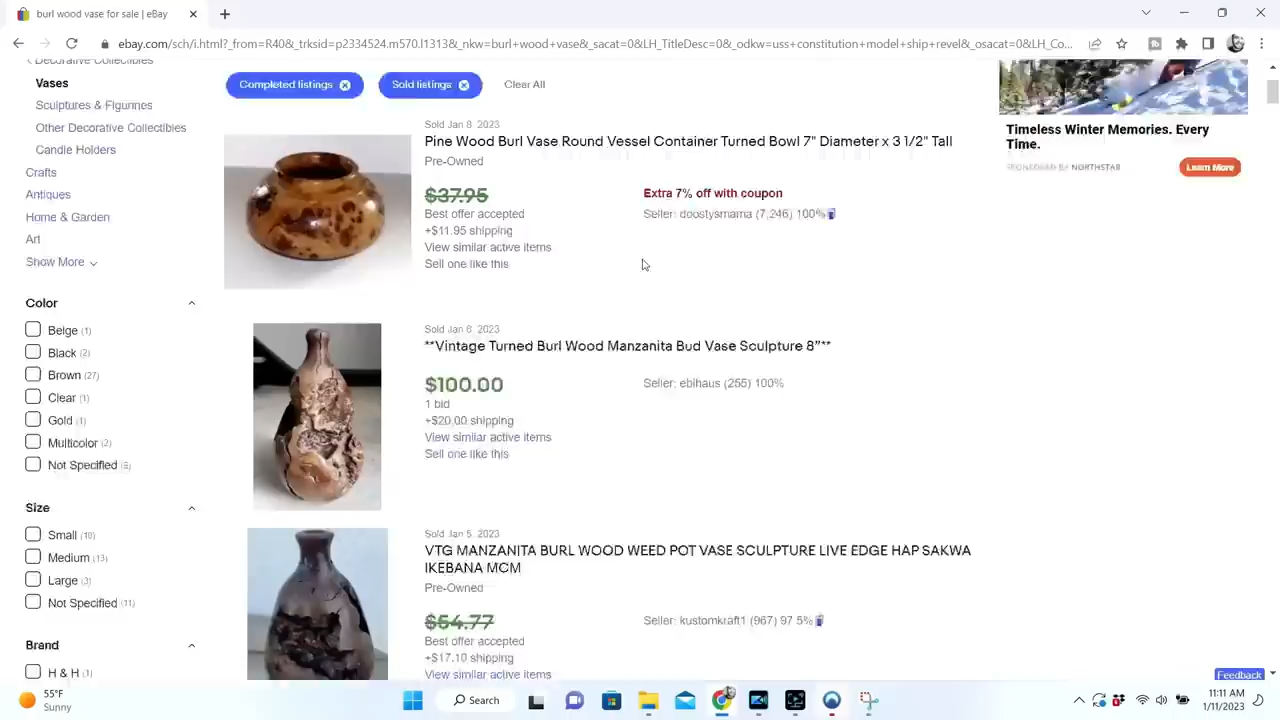 burl wood vase for sale | eBay
ebay.com/sch/i.html?_from=R40&_trksid=p2334524.m570.l1313&_nkw=burl+wood+vase&_sacat=0&LH_TitleDesc=0&_odkw=uss+constitution+model+ship+revel&_osacat=0&LH_Co...
Decorative Collectibles
Vases
Sculptures & Figurines
Other Decorative Collectibles
Candle Holders
Crafts
Antiques
Home & Garden
Art
Show More
Color
Beige (1)
Black (2)
Brown (27)
Clear (1)
Gold (1)
Multicolor (2)
Not Specified
Size
Small (10)
Medium (13)
Large (3)
Not Specified (11)
Brand
H & H (1)
Completed listings
Sold listings
Clear All
Sold Jan 8, 2023
Pine Wood Burl Vase Round Vessel Container Turned Bowl 7" Diameter x 3 1/2" Tall
Pre-Owned
$37.95
Best offer accepted
+$11.95 shipping
View similar active items
Sell one like this
Extra 7% off with coupon
Seller: doostysmama (7,246) 100%
Sold Jan 8, 2023
**Vintage Turned Burl Wood Manzanita Bud Vase Sculpture 8”**
$100.00
1 bid
+$20.00 shipping
View similar active items
Sell one like this
Seller: eblhaus (255) 100%
Sold Jan 5, 2023
VTG MANZANITA BURL WOOD WEED POT VASE SCULPTURE LIVE EDGE HAP SAKWA
IKEBANA MCM
Pre-Owned
$54.77
Best offer accepted
+$17.10 shipping
View similar active items
Seller: kustomkraft1 (967) 97.5%
Timeless Winter Memories. Every
Time.
SPONSORED BY NORTHSTAR
Learn More
Feedback
55°F
Sunny
Search
11:11 AM
1/11/2023